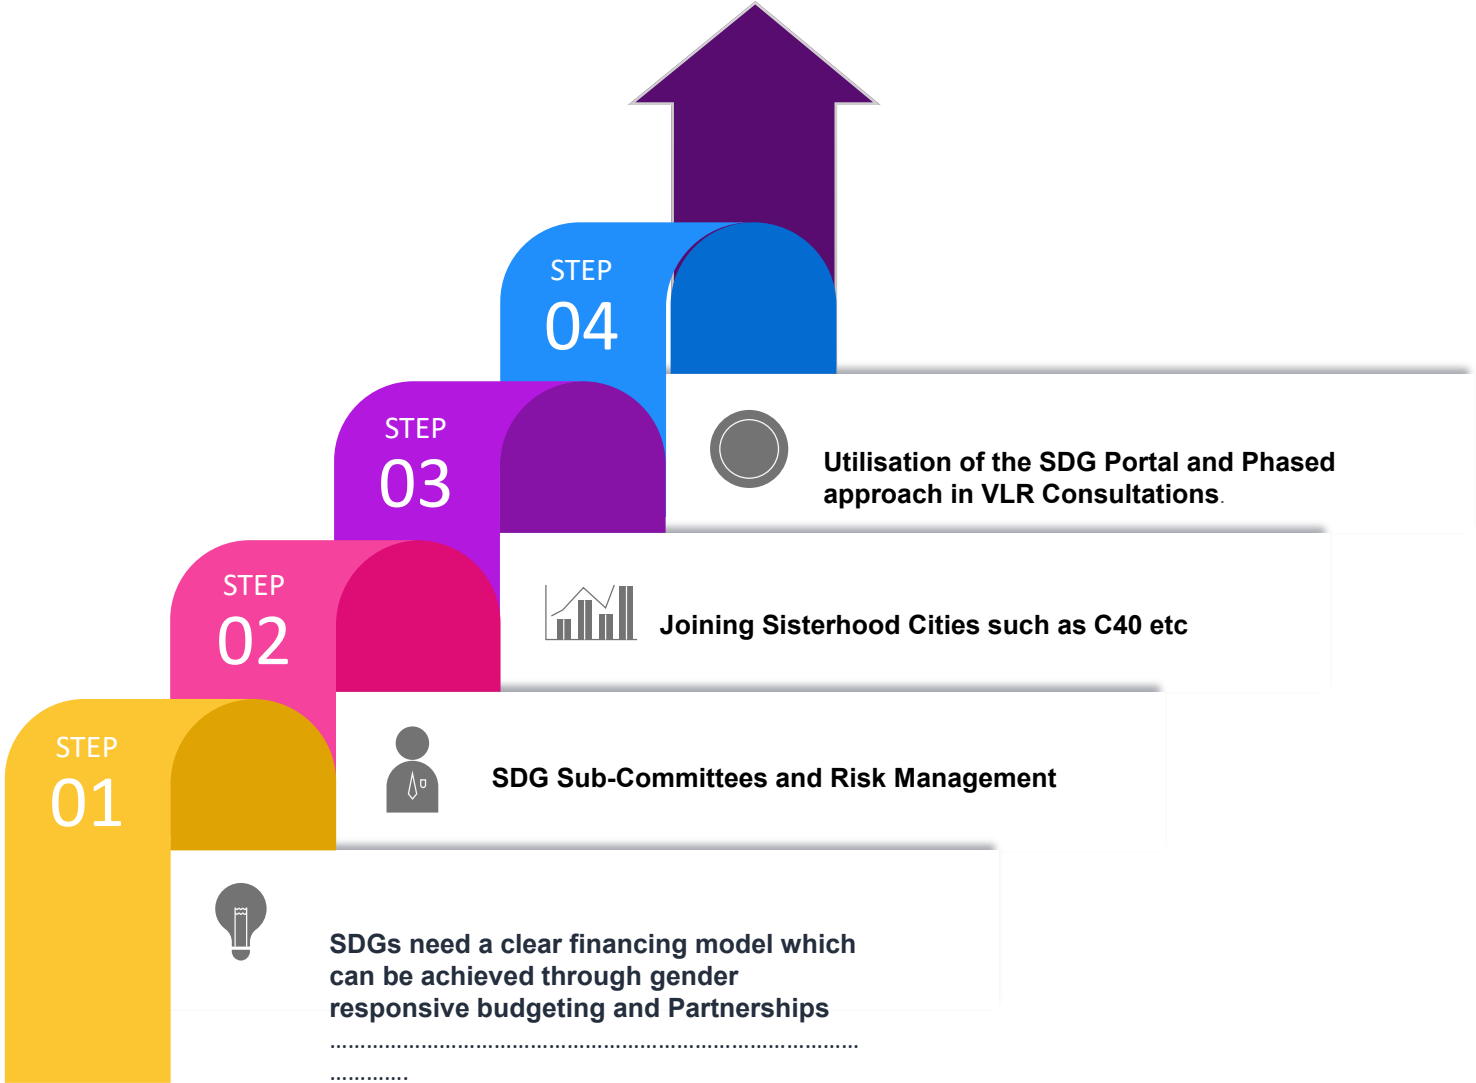 STEP
04
Utilisation of the SDG Portal and Phased
approach in VLR Consultations.
STEP
03
Joining Sisterhood Cities such as C40 etc
STEP
02
SDG Sub-Committees and Risk Management
STEP
01
SDGs need a clear financing model which
can be achieved through gender
responsive budgeting and Partnerships
……………………………………………………………………………
………….